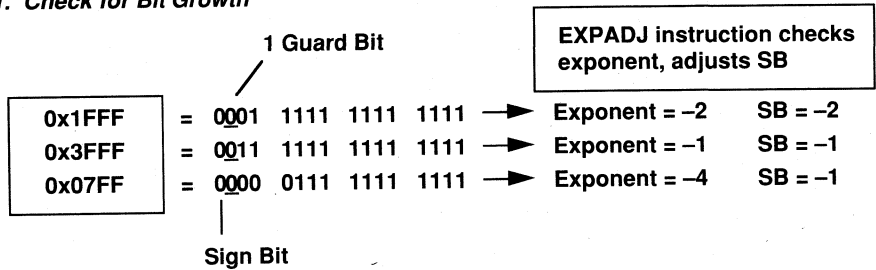 1. Check for Bit Growth
1 Guard Bit
EXPADJ instruction checks
exponent, adjusts SB
0x1FFF = 0001 1111 1111 1111 → Exponent = –2 SB = –2
0x3FFF = 0011 1111 1111 1111 → Exponent = –1 SB = –1
0x07FF = 0000 0111 1111 1111 → Exponent = –4 SB = –1
Sign Bit